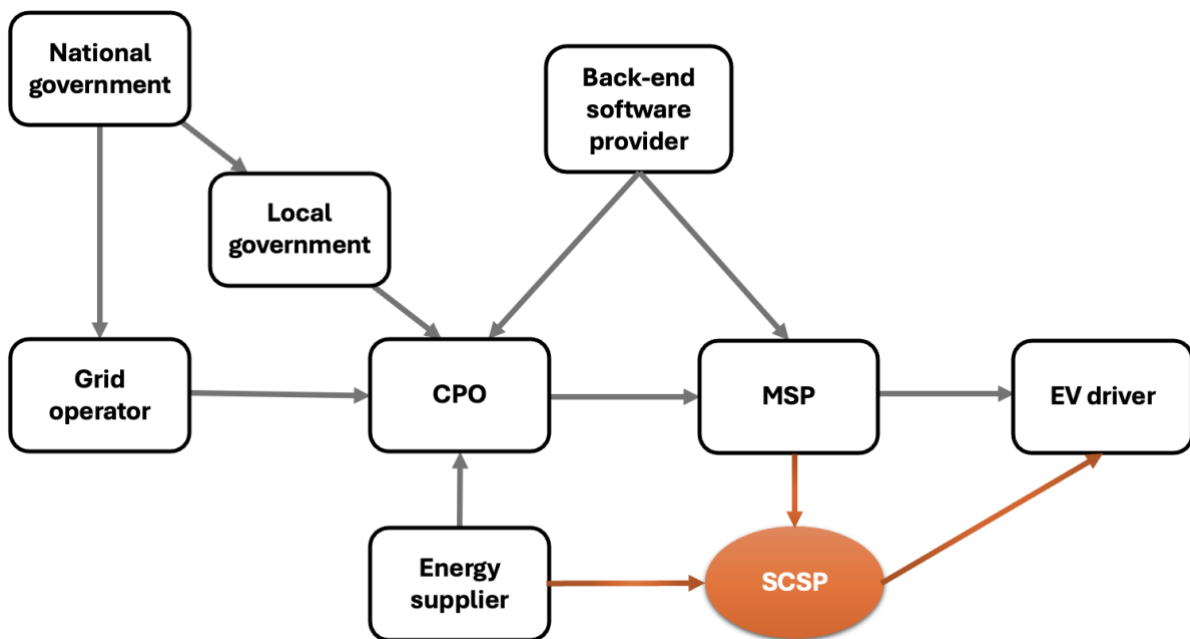 National
government
Back-end
software
provider
Local
government
Grid
operator
CPO
MSP
EV driver
Energy
supplier
SCSP